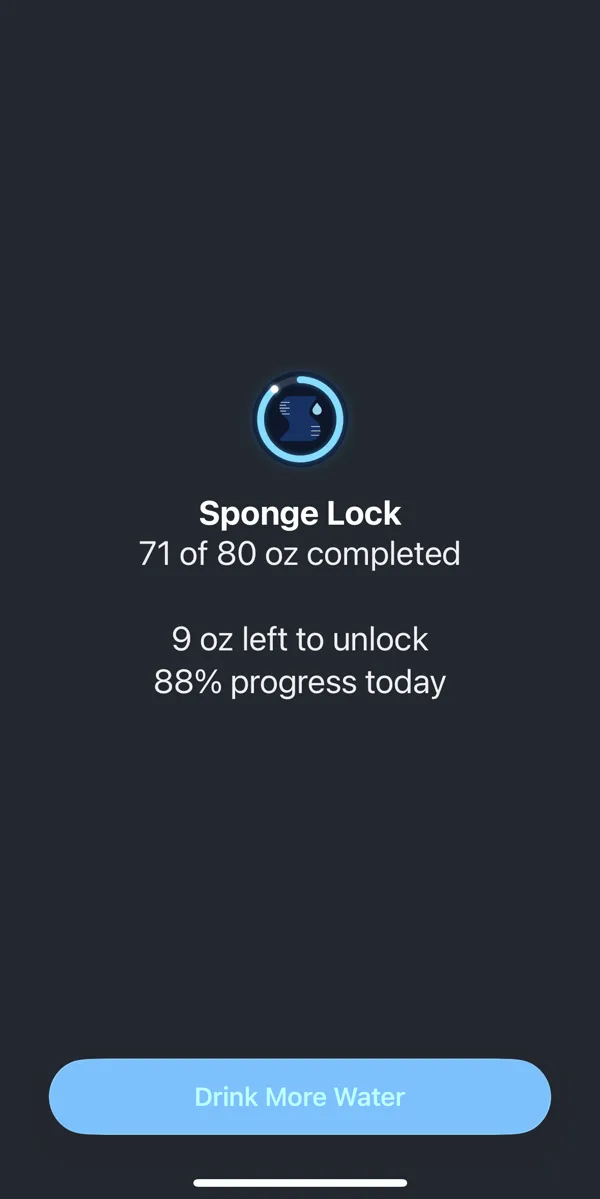 Sponge Lock
71 of 80 oz completed
9 oz left to unlock
88% progress today
Drink More Water